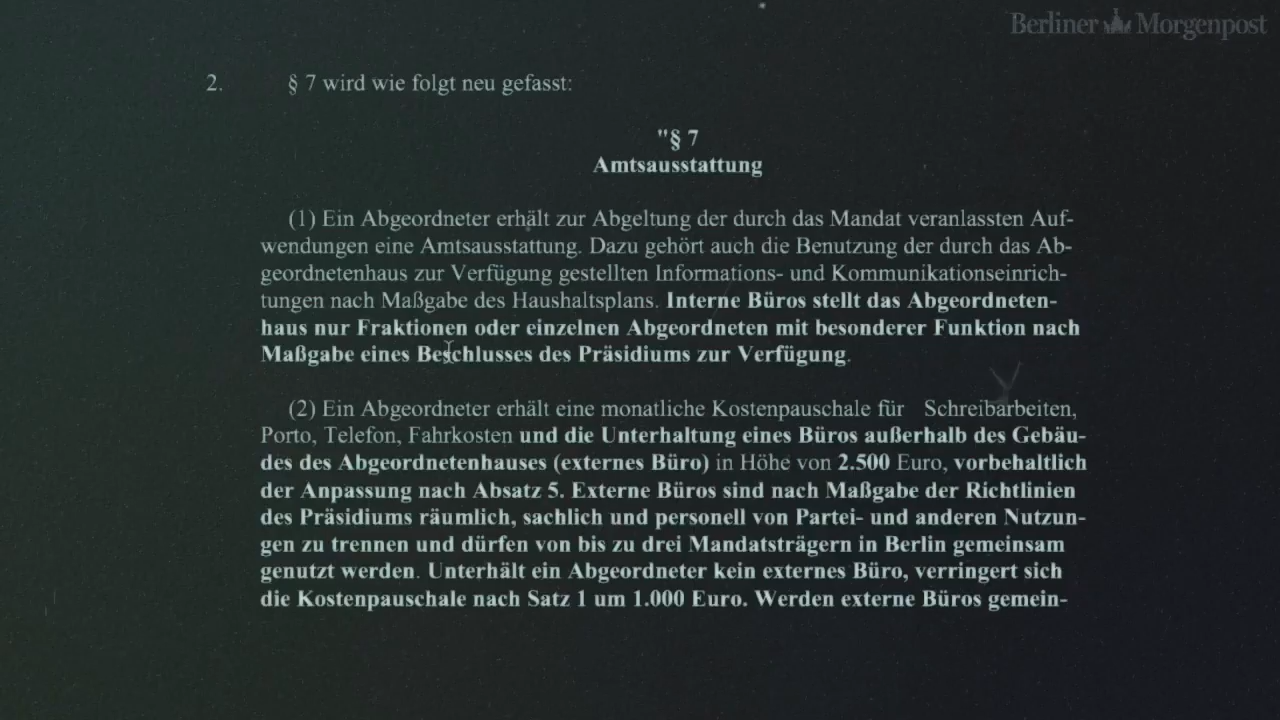 Berliner Morgenpost
2. § 7 wird wie folgt neu gefasst:
"§ 7
Amtsausstattung
(1) Ein Abgeordneter erhält zur Abgeltung der durch das Mandat veranlassten Auf-
wendungen eine Amtsausstattung. Dazu gehört auch die Benutzung der durch das Ab-
geordnetenhaus zur Verfügung gestellten Informations- und Kommunikationseinrich-
tungen nach Maßgabe des Haushaltsplans. Interne Büros stellt das Abgeordneten-
haus nur Fraktionen oder einzelnen Abgeordneten mit besonderer Funktion nach
Maßgabe eines Beschlusses des Präsidiums zur Verfügung.
(2) Ein Abgeordneter erhält eine monatliche Kostenpauschale für Schreibarbeiten,
Porto, Telefon, Fahrkosten und die Unterhaltung eines Büros außerhalb des Gebäu-
des des Abgeordnetenhauses (externes Büro) in Höhe von 2.500 Euro, vorbehaltlich
der Anpassung nach Absatz 5. Externe Büros sind nach Maßgabe der Richtlinien
des Präsidiums räumlich, sachlich und personell von Partei- und anderen Nutzun-
gen zu trennen und dürfen von bis zu drei Mandatsträgern in Berlin gemeinsam
genutzt werden. Unterhält ein Abgeordneter kein externes Büro, verringert sich
die Kostenpauschale nach Satz 1 um 1.000 Euro. Werden externe Büros gemein-